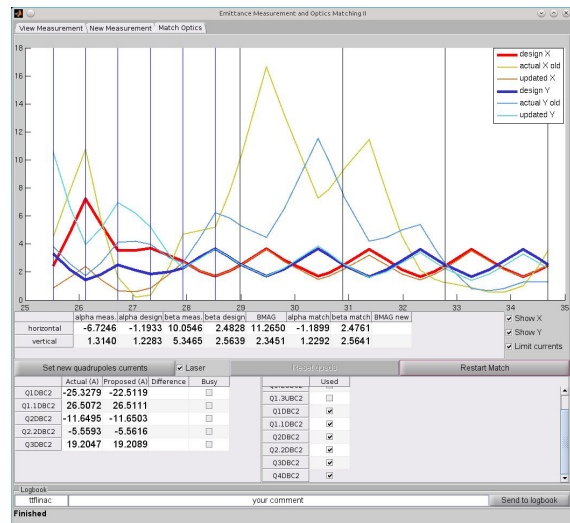 Emittance Measurement and Optics Matching II
View Measurement New Measurement Match Optics
18
16
14
12
10
8
6
4
2
0
design X
actual X old
updated X
design Y
actual Y old
updated Y
25 26 27 28 29 30 31 32 33 34 35
alpha meas. alpha design beta meas. beta design BMAG alpha match beta match BMAG new
horizontal -6.7246 -1.1933 10.0546 2.4828 11.2650 -1.1899 2.4761
vertical 1.3140 1.2283 5.3465 2.5639 2.3451 1.2292 2.5641
Show X
Show Y
Limit currents
Set new quadrupoles currents Laser Reset quads Restart Match
Actual (A) Proposed (A) Difference Busy
Q1DBC2 -25.3279 -22.5119
Q1.1DBC2 26.5072 26.5111
Q2DBC2 -11.6495 -11.6503
Q2.2DBC2 -5.5593 -5.5616
Q3DBC2 19.2047 19.2089
Used
Q1.3UBC2
Q1DBC2
Q1.1DBC2
Q2DBC2
Q2.2DBC2
Q3DBC2
Q4DBC2
Logbook
ttflinac your comment Send to logbook
Finished